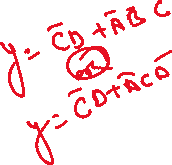 y = C̅D + A̅B̅C
y = C̅D + A̅CD̅